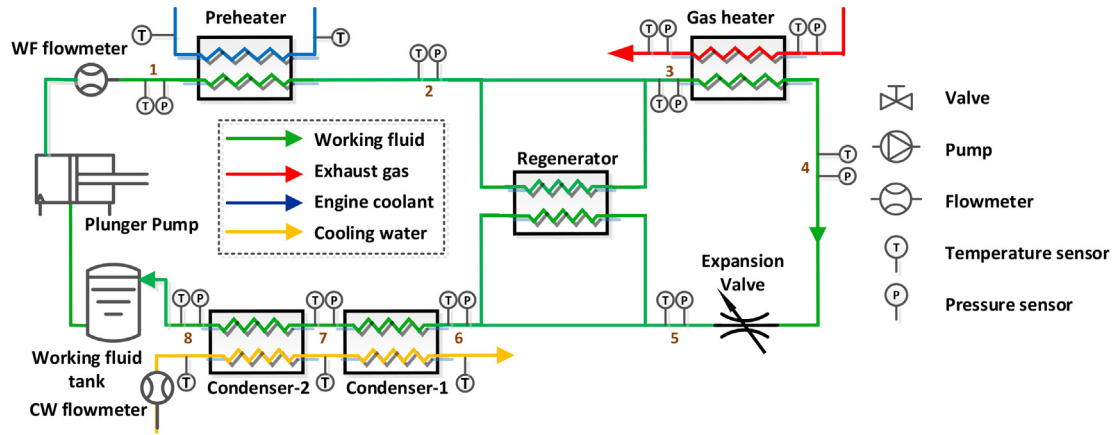 Preheater
Gas heater
WF flowmeter
T
T
T P
T P
T P
1
2
3
T P
T P
Valve
Working fluid
Exhaust gas
Engine coolant
Cooling water
Regenerator
4
T
P
Pump
Plunger Pump
Flowmeter
Temperature sensor
Expansion
Valve
Pressure sensor
T
P
T P
T P
T P
T P
8
7
6
5
Working fluid
tank
T
T
T
Condenser-2
Condenser-1
CW flowmeter